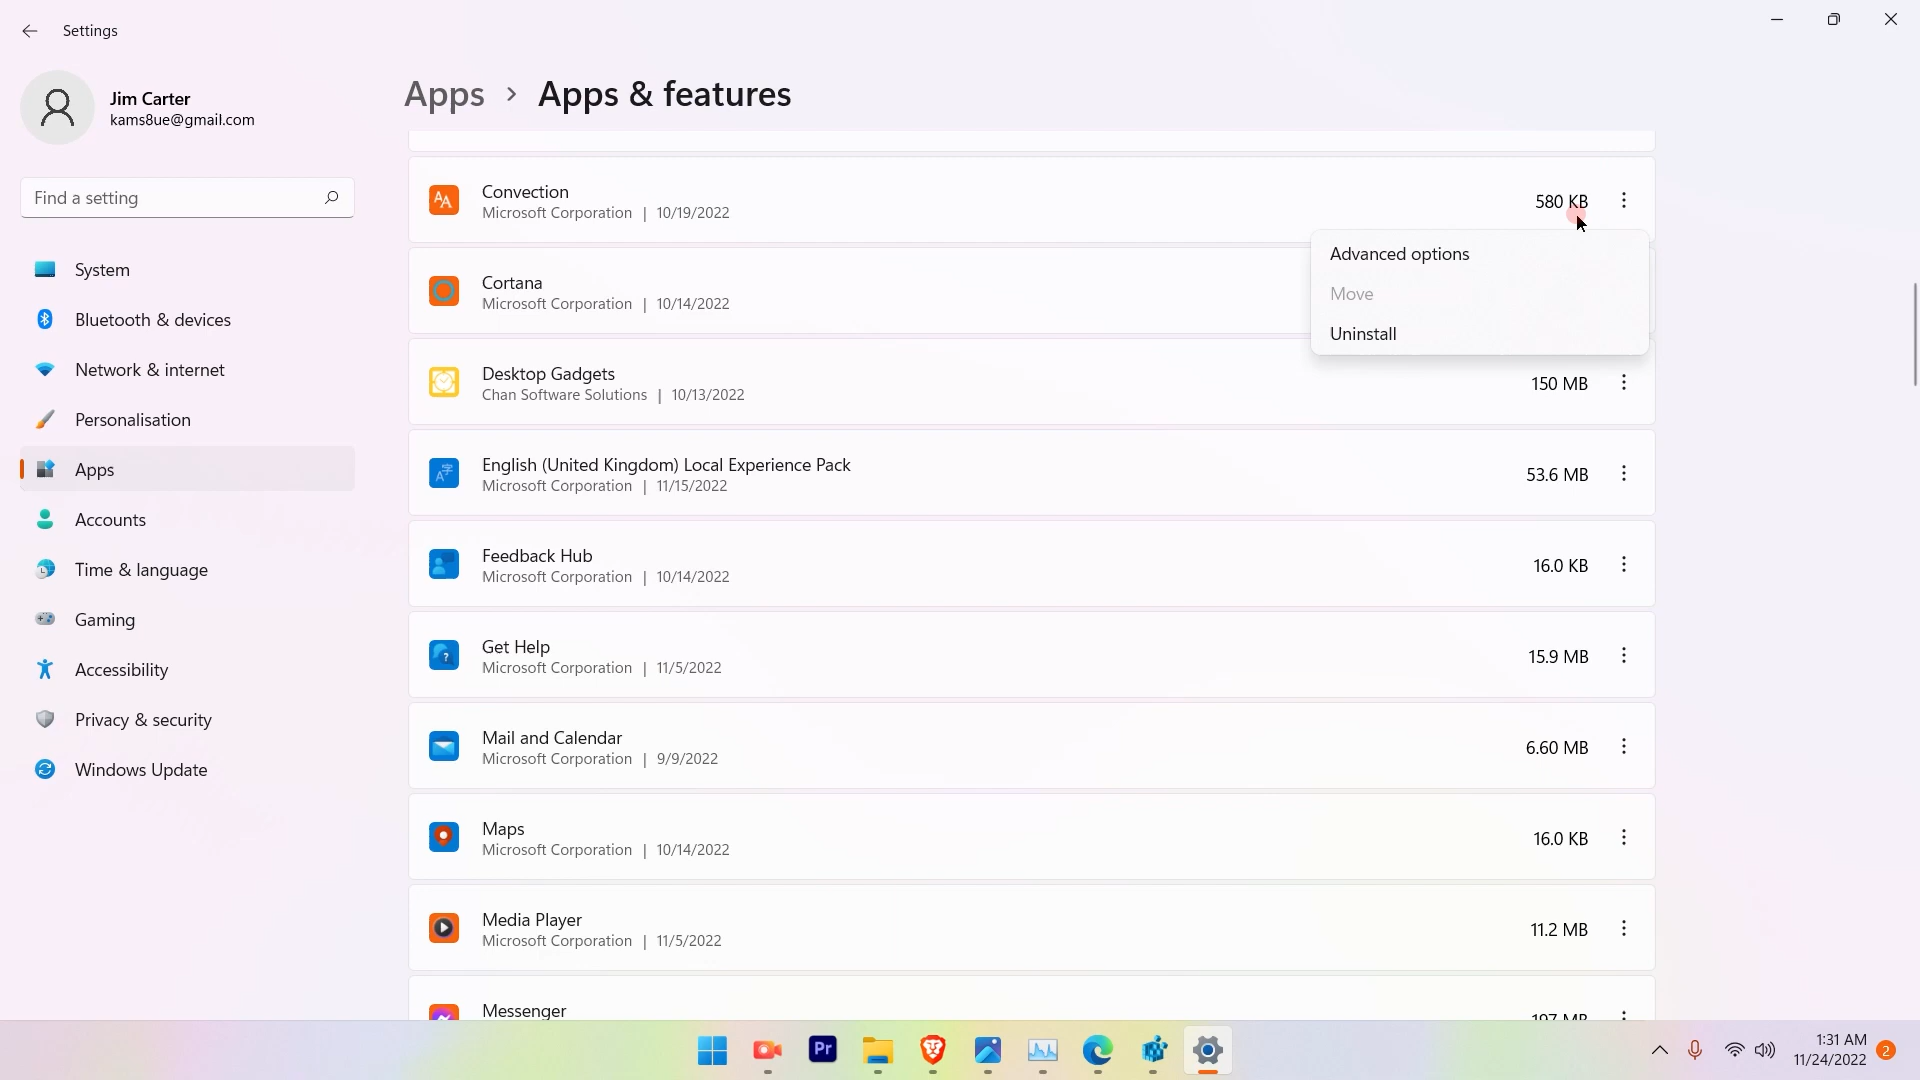 Settings
Jim Carter
kams8ue@gmail.com
Find a setting
System
Bluetooth & devices
Network & internet
Personalisation
Apps
Accounts
Time & language
Gaming
Accessibility
Privacy & security
Windows Update
Apps > Apps & features
Convection
Microsoft Corporation | 10/19/2022
580 KB
Advanced options
Move
Uninstall
Cortana
Microsoft Corporation | 10/14/2022
Desktop Gadgets
Chan Software Solutions | 10/13/2022
150 MB
English (United Kingdom) Local Experience Pack
Microsoft Corporation | 11/15/2022
53.6 MB
Feedback Hub
Microsoft Corporation | 10/14/2022
16.0 KB
Get Help
Microsoft Corporation | 11/5/2022
15.9 MB
Mail and Calendar
Microsoft Corporation | 9/9/2022
6.60 MB
Maps
Microsoft Corporation | 10/14/2022
16.0 KB
Media Player
Microsoft Corporation | 11/5/2022
11.2 MB
Messenger
197 MB
Pr
1:31 AM
11/24/2022
2